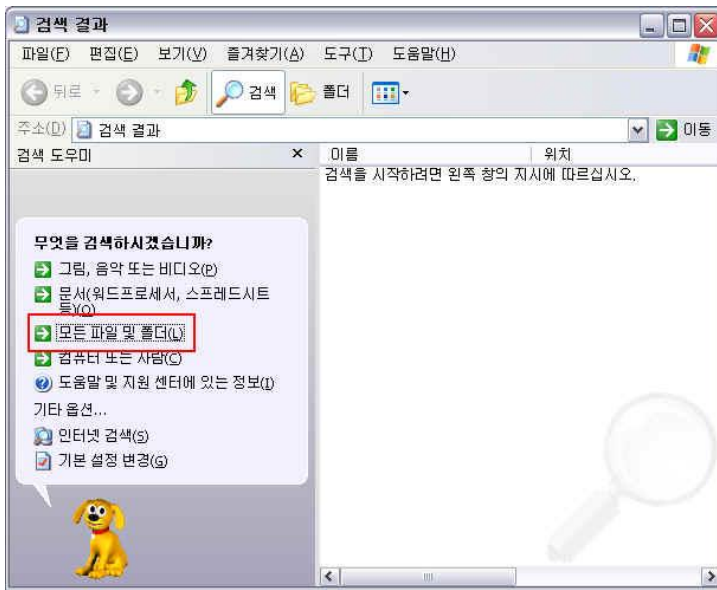 검색 결과
파일(F) 편집(E) 보기(V) 즐겨찾기(A) 도구(T) 도움말(H)
뒤로 검색 폴더
주소(D) 검색 결과 이동
검색 도우미 x 이름 위치
검색을 시작하려면 왼쪽 창의 지시에 따르십시오.
무엇을 검색하시겠습니까?
그림, 음악 또는 비디오(P)
문서(워드프로세서, 스프레드시트
등)(O)
모든 파일 및 폴더(L)
컴퓨터 또는 사람(C)
도움말 및 지원 센터에 있는 정보(I)
기타 옵션...
인터넷 검색(S)
기본 설정 변경(G)